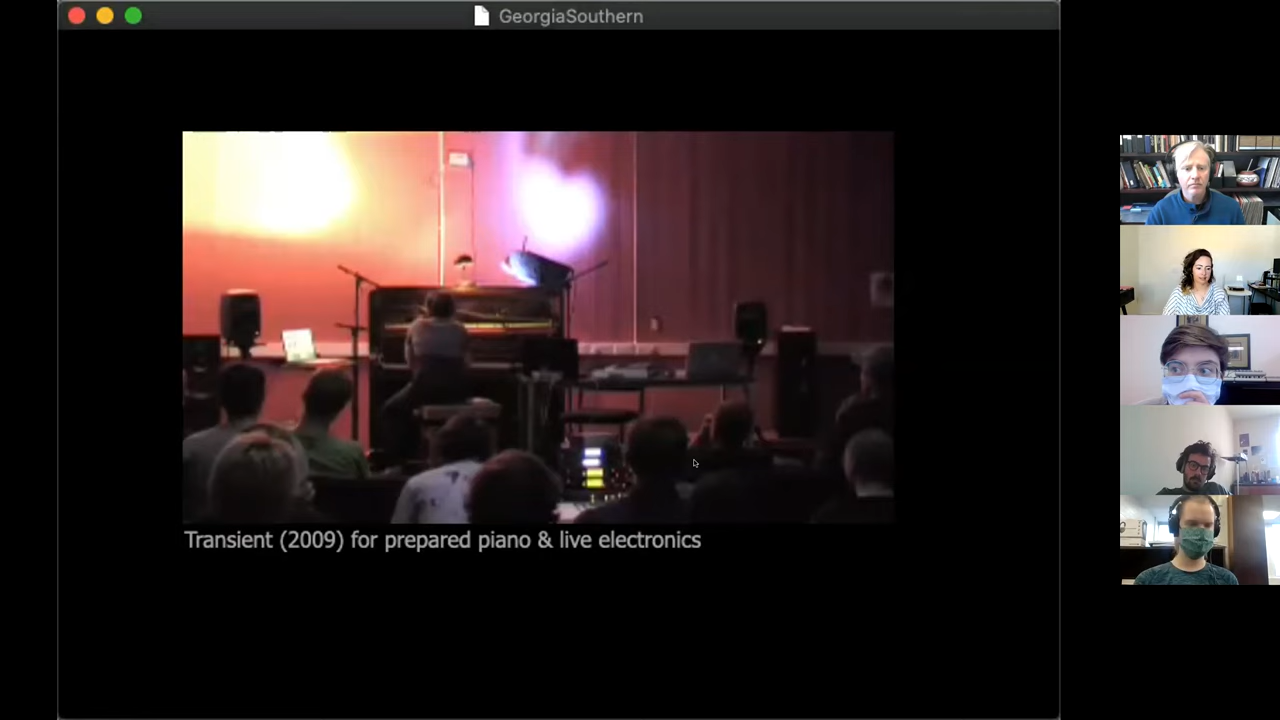 GeorgiaSouthern
Transient (2009) for prepared piano & live electronics